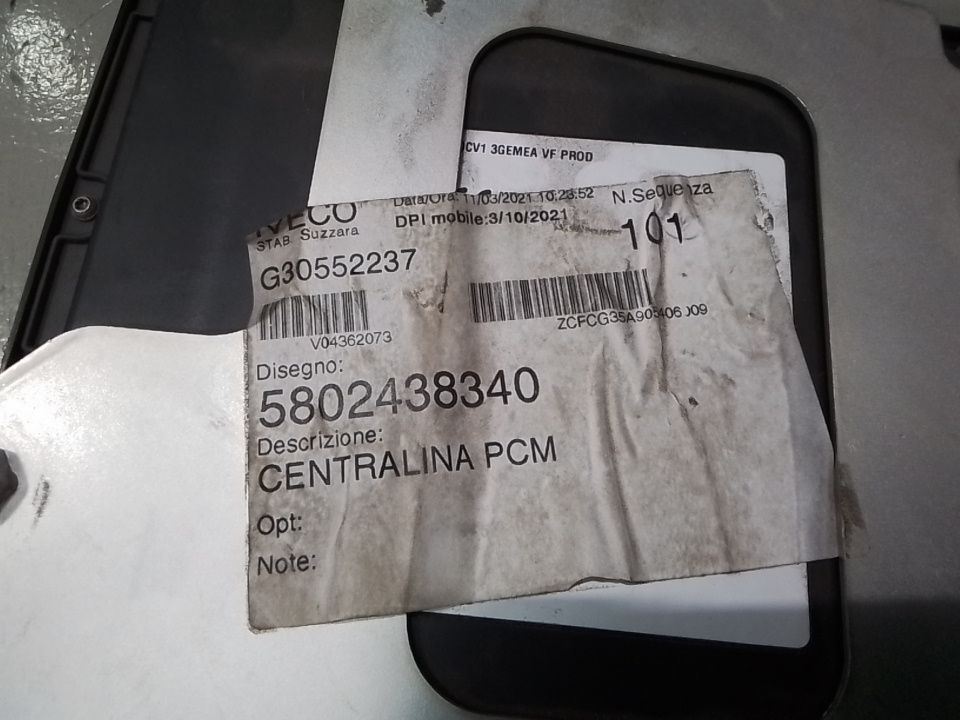 CV1 3GEMEA VF PROD
IVECO
STAB. Suzzara
Data/Ora: 11/03/2021 10:23:52
DPI mobile:3/10/2021
N.Sequenza
101
G30552237
V04362073
Disegno:
5802438340
Descrizione:
CENTRALINA PCM
Opt:
Note: